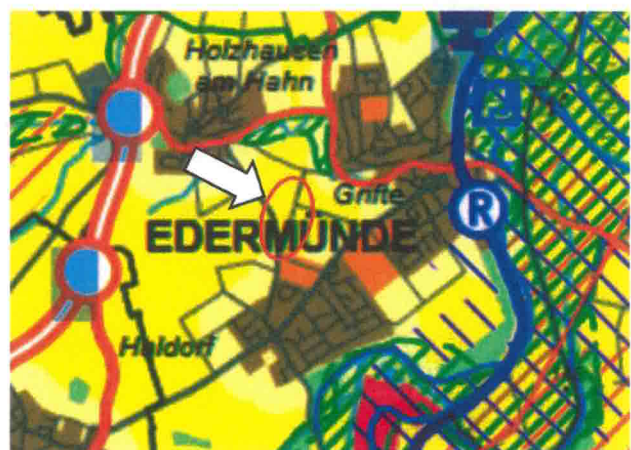 Holzhausen
am Hahn
Grifte
R
EDERMÜNDE
Haldorf